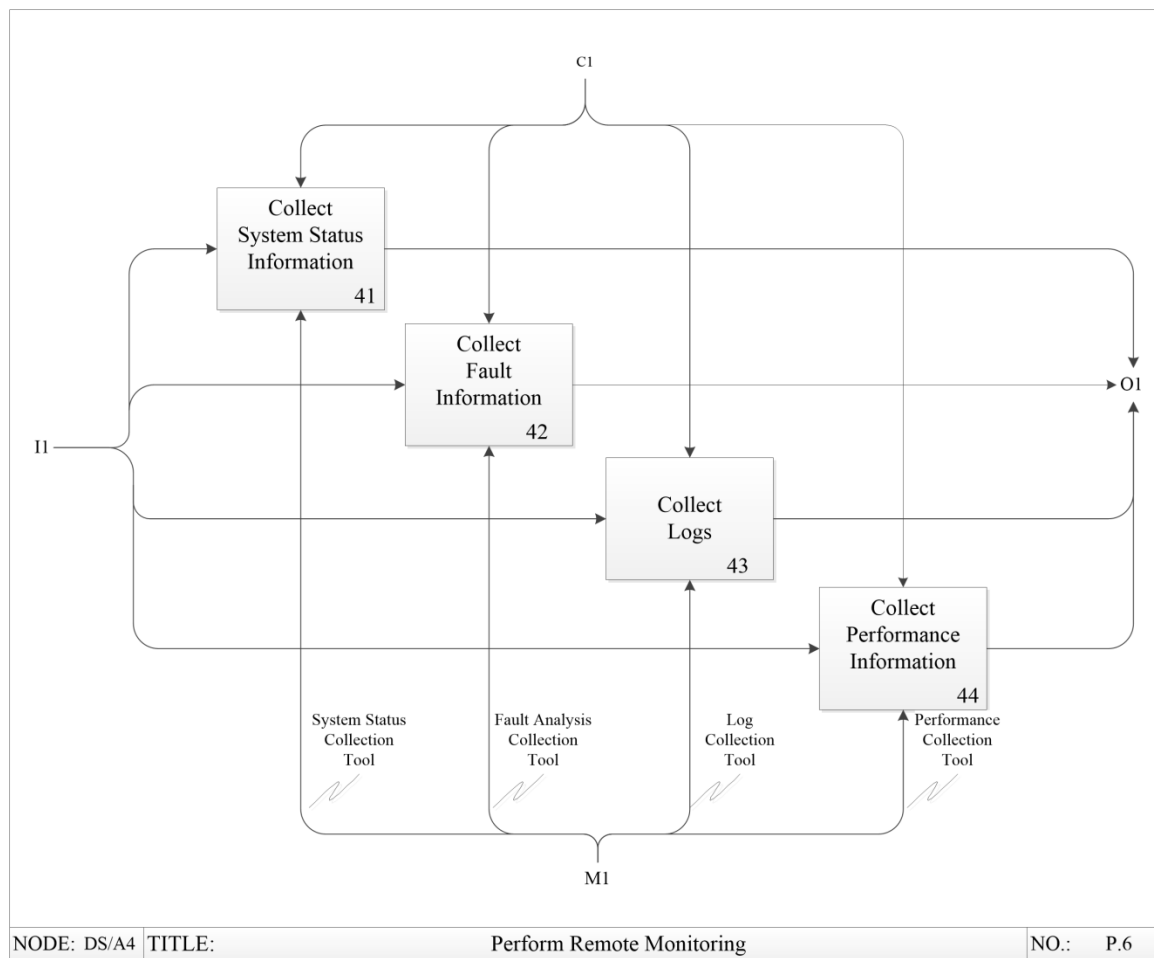 C1
Collect
System Status
Information
41
Collect
Fault
Information
42
O1
I1
Collect
Logs
43
Collect
Performance
Information
44
System Status
Collection
Tool
Fault Analysis
Collection
Tool
Log
Collection
Tool
Performance
Collection
Tool
M1
NODE: DS/A4 TITLE: Perform Remote Monitoring NO.: P.6